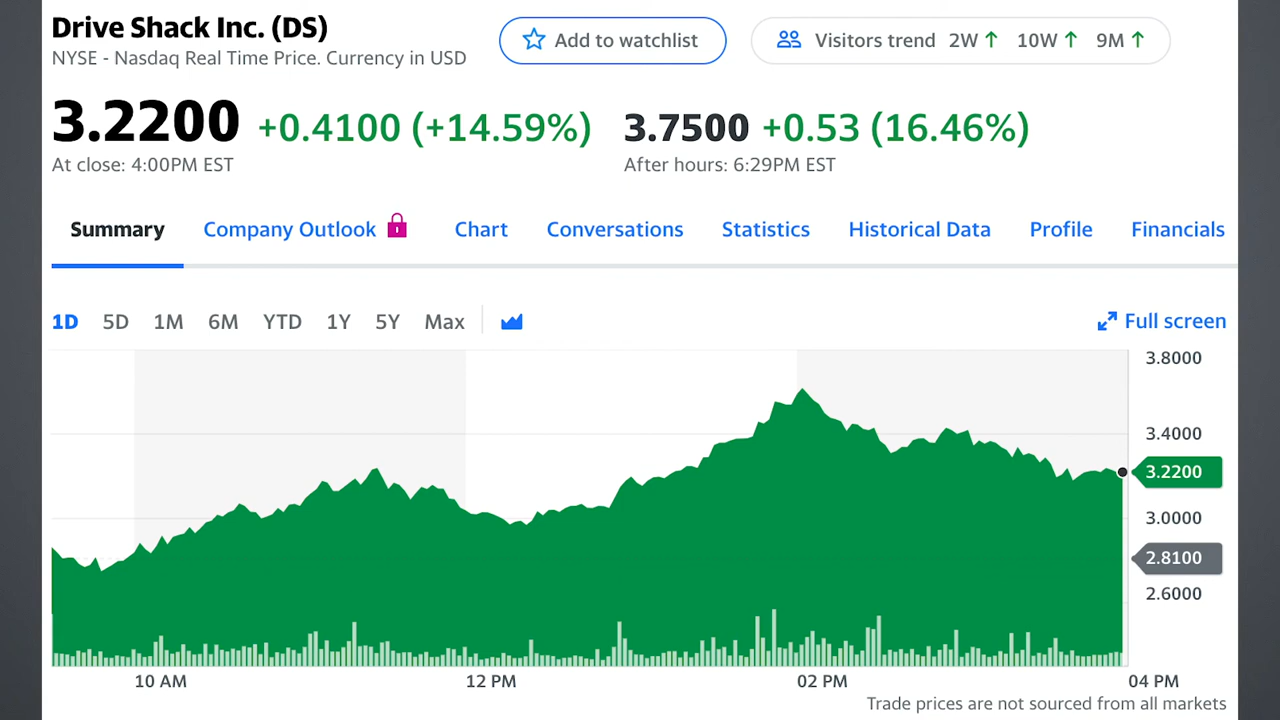 Drive Shack Inc. (DS)
NYSE - Nasdaq Real Time Price. Currency in USD
Add to watchlist
Visitors trend 2W ↑ 10W ↑ 9M ↑
3.2200 +0.4100 (+14.59%)
At close: 4:00PM EST
3.7500 +0.53 (16.46%)
After hours: 6:29PM EST
Summary Company Outlook Chart Conversations Statistics Historical Data Profile Financials
1D 5D 1M 6M YTD 1Y 5Y Max
Full screen
3.8000
3.4000
3.2200
3.0000
2.8100
2.6000
10 AM 12 PM 02 PM 04 PM
Trade prices are not sourced from all markets